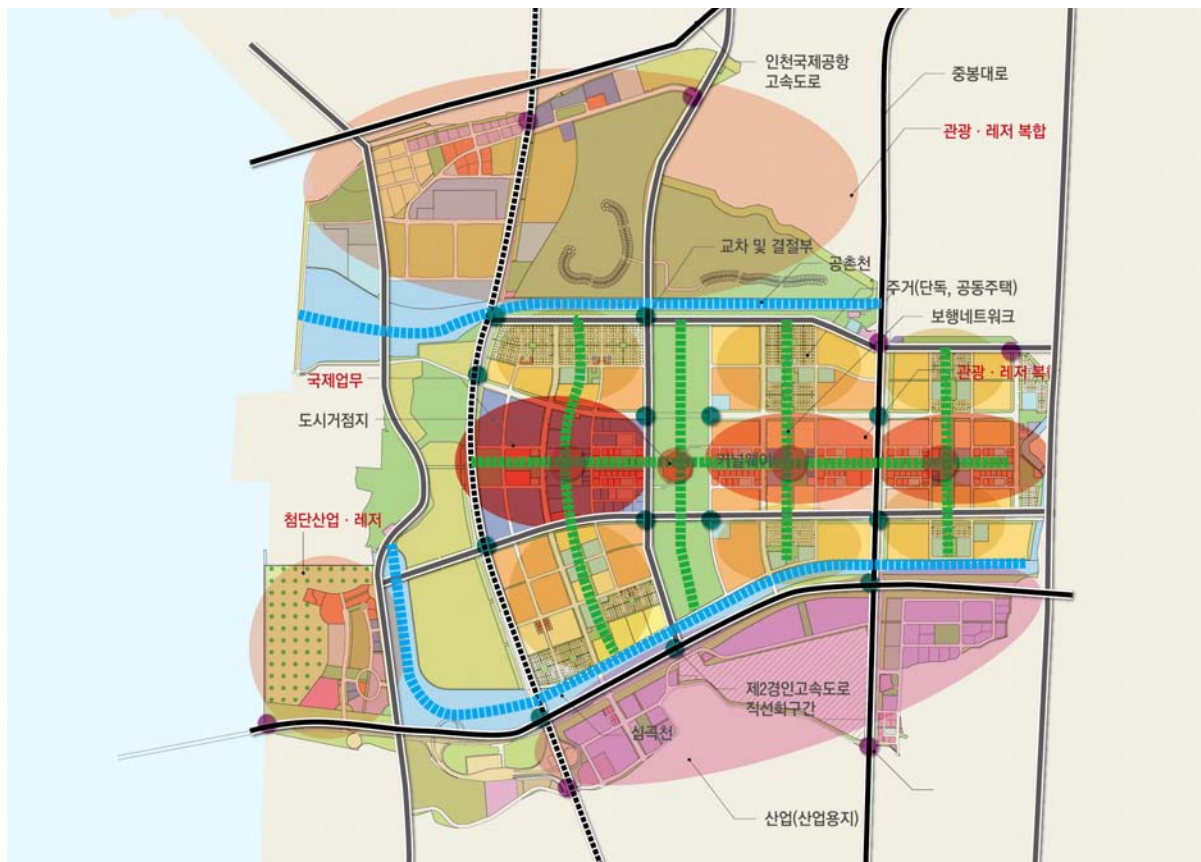 인천국제공항
고속도로
중봉대로
관광 · 레저 복합
교차 및 결절부
공촌천
주거(단독, 공동주택)
보행네트워크
국제업무
관광 · 레저 복합
도시거점지
커널웨이
첨단산업 · 레저
제2경인고속도로
직선화구간
심곡천
산업(산업용지)